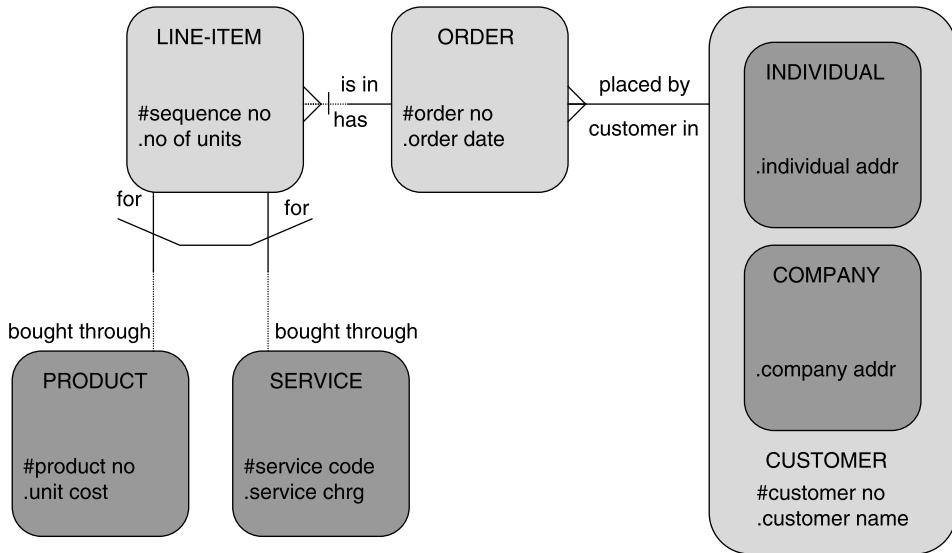 LINE-ITEM
#sequence no
.no of units
is in
has
ORDER
#order no
.order date
placed by
customer in
INDIVIDUAL
.individual addr
COMPANY
.company addr
CUSTOMER
#customer no
.customer name
for
for
bought through
bought through
PRODUCT
#product no
.unit cost
SERVICE
#service code
.service chrg